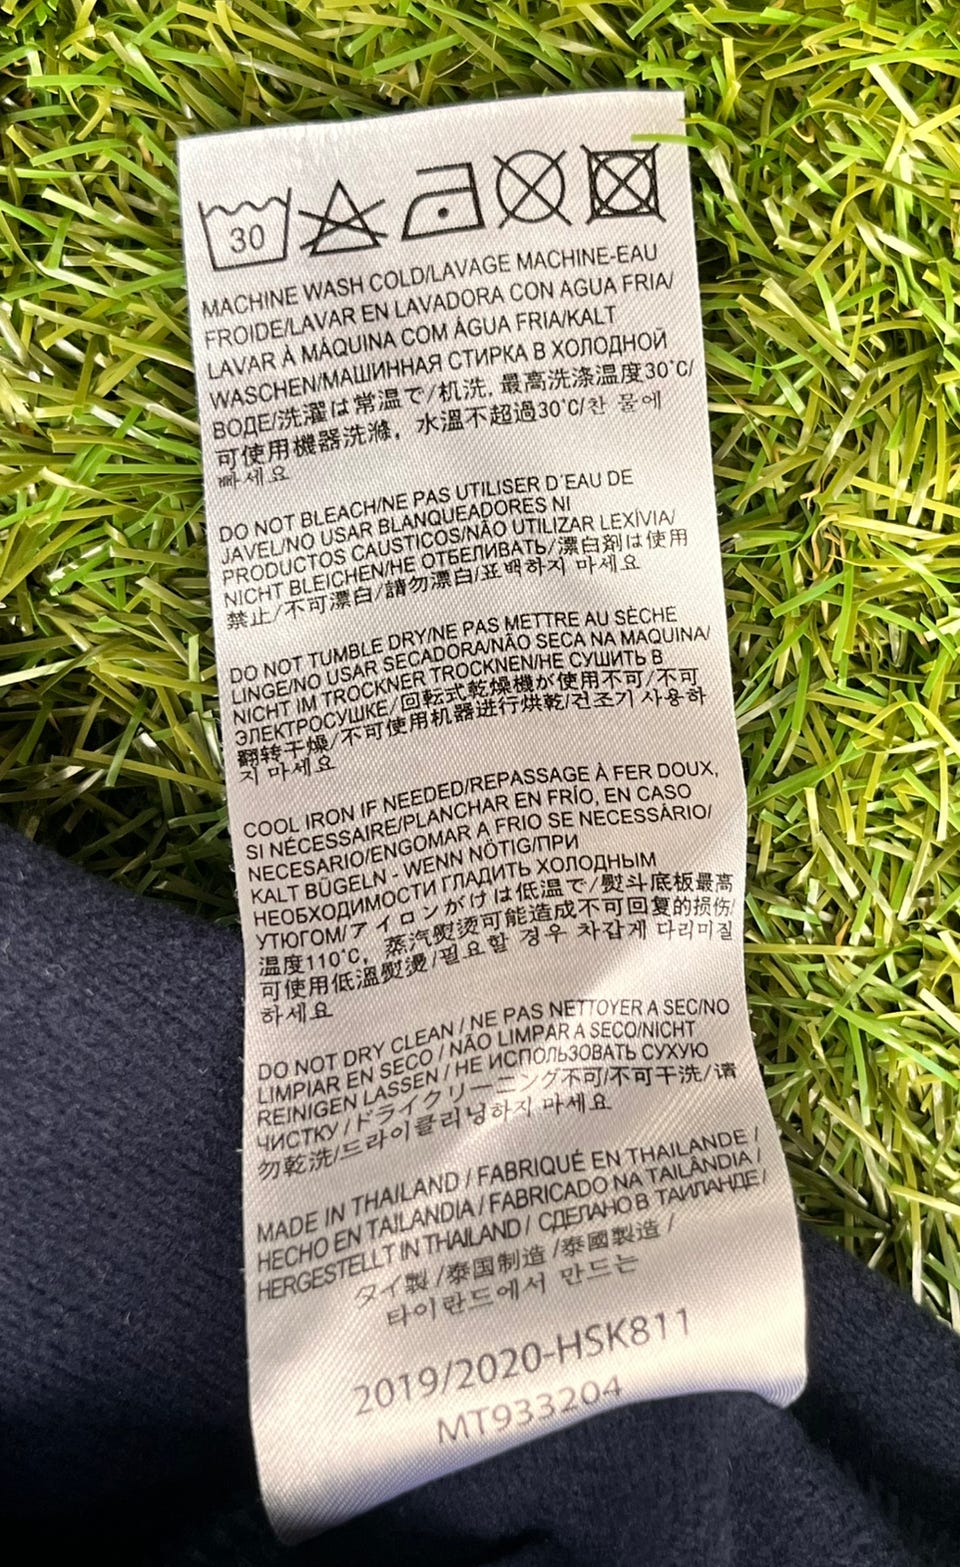 30
MACHINE WASH COLD/LAVAGE MACHINE-EAU
FROIDE/LAVAR EN LAVADORA CON AGUA FRIA/
LAVAR À MÁQUINA COM ÁGUA FRIA/KALT
WASCHEN/МАШИННАЯ СТИРКА В ХОЛОДНОЙ
ВОДЕ/洗濯は常温で/机洗, 最高洗涤温度30°C/
可使用機器洗滌，水溫不超過30°C/찬 물에
빠세요
DO NOT BLEACH/NE PAS UTILISER D'EAU DE
JAVEL/NO USAR BLANQUEADORES NI
PRODUCTOS CAUSTICOS/NÃO UTILIZAR LEXÍVIA/
NICHT BLEICHEN/НЕ ОТБЕЛИВАТЬ/漂白剤は使用
禁止/不可漂白/請勿漂白/표백하지 마세요
DO NOT TUMBLE DRY/NE PAS METTRE AU SÈCHE
LINGE/NO USAR SECADORA/NÃO SECA NA MAQUINA/
NICHT IM TROCKNER TROCKNEN/НЕ СУШИТЬ В
ЭЛЕКТРОСУШКЕ/回転式乾燥機が使用不可/不可
翻转干燥/不可使用机器进行烘乾/건조기 사용하
지 마세요
COOL IRON IF NEEDED/REPASSAGE À FER DOUX,
SI NÉCESSAIRE/PLANCHAR EN FRÍO, EN CASO
NECESARIO/ENGOMAR A FRIO SE NECESSÁRIO/
KALT BÜGELN - WENN NÖTIG/ПРИ
НЕОБХОДИМОСТИ ГЛАДИТЬ ХОЛОДНЫМ
УТЮГОМ/アイロンがけは低温で/熨斗底板最高
温度110°C, 蒸汽熨烫可能造成不可回复的损伤/
可使用低溫熨燙/필요할 경우 차갑게 다리미질
하세요
DO NOT DRY CLEAN / NE PAS NETTOYER A SEC/NO
LIMPIAR EN SECO / NÃO LIMPAR A SECO/NICHT
REINIGEN LASSEN / НЕ ИСПОЛЬЗОВАТЬ СУХУЮ
ЧИСТКУ / ドライクリーニング不可/不可干洗/请
勿乾洗/드라이클리닝하지 마세요
MADE IN THAILAND / FABRIQUÉ EN THAILANDE /
HECHO EN TAILANDIA / FABRICADO NA TAILÂNDIA /
HERGESTELLT IN THAILAND / СДЕЛАНО В ТАИЛАНДЕ /
タイ製 /泰国制造 /泰國製造 /
타이란드에서 만드는
2019/2020-HSK811
MT933204